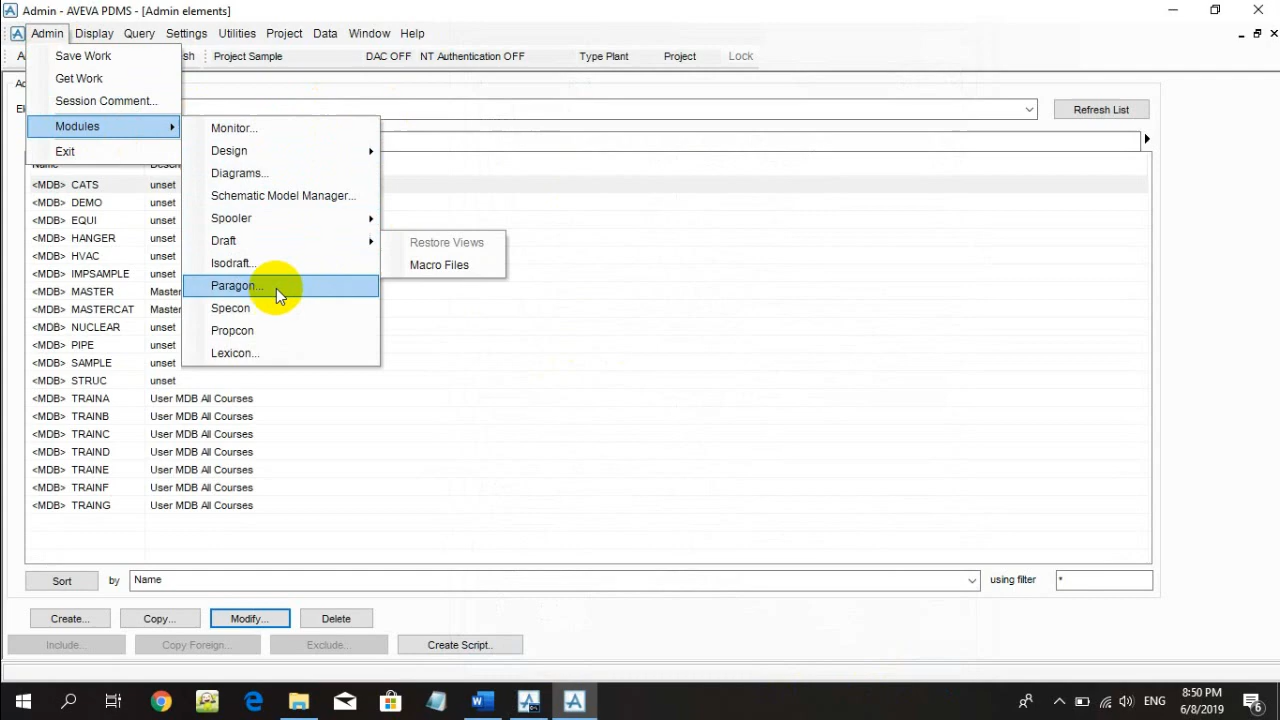 Admin - AVEVA PDMS - [Admin elements]
Admin Display Query Settings Utilities Project Data Window Help
Project Sample DAC OFF NT Authentication OFF Type Plant Project Lock
Save Work
Get Work
Session Comment...
Modules
Exit
Refresh List
Monitor...
Design
Diagrams...
Schematic Model Manager...
Spooler
Draft
Isodraft...
Paragon...
Specon
Propcon
Lexicon...
Restore Views
Macro Files
<MDB> CATS unset
<MDB> DEMO unset
<MDB> EQUI unset
<MDB> HANGER unset
<MDB> HVAC unset
<MDB> IMPSAMPLE unset
<MDB> MASTER Master
<MDB> MASTERCAT Master
<MDB> NUCLEAR unset
<MDB> PIPE unset
<MDB> SAMPLE unset
<MDB> STRUC unset
<MDB> TRAINA User MDB All Courses
<MDB> TRAINB User MDB All Courses
<MDB> TRAINC User MDB All Courses
<MDB> TRAIND User MDB All Courses
<MDB> TRAINE User MDB All Courses
<MDB> TRAINF User MDB All Courses
<MDB> TRAING User MDB All Courses
Sort by Name using filter *
Create... Copy... Modify... Delete
Include... Copy Foreign... Exclude... Create Script..
ENG 8:50 PM
6/8/2019 6